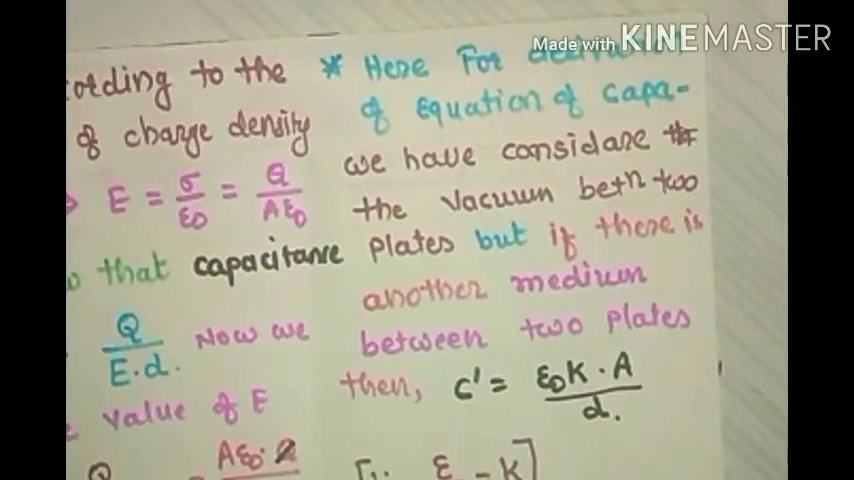 Made with KINEMASTER
ording to the
of charge density
E = σ/ε0 = Q/Aε0
that capacitance
Q/E.d. Now we
value of E
Q = Aε0.
* Here For
of Equation of capa-
we have considare
the vacuum betn two
plates but if there is
another medium
between two plates
then, C' = ε0K.A/d.
[∵ ε = K]